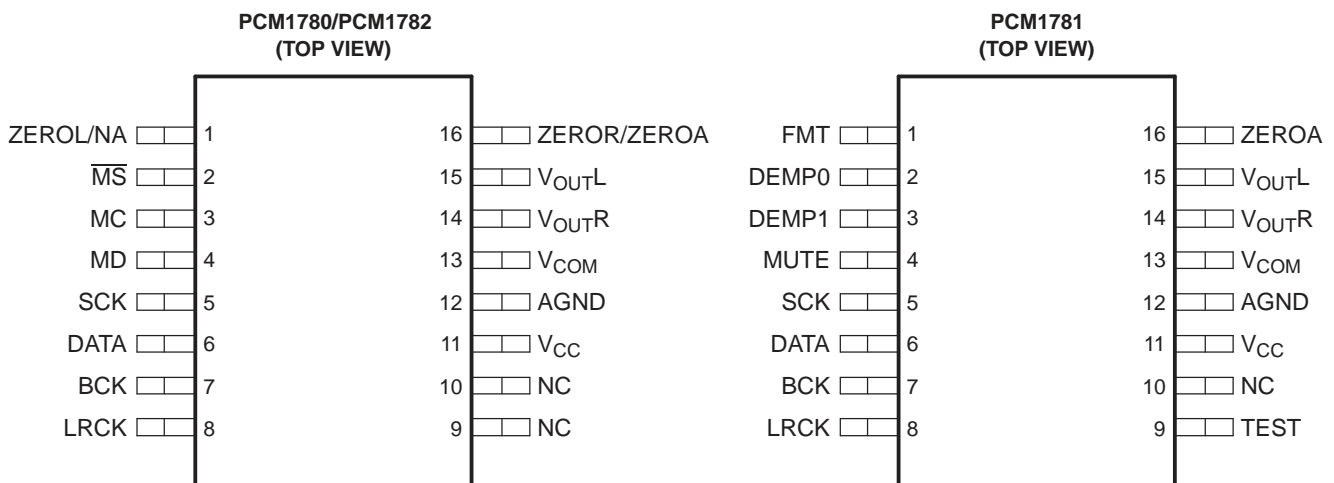 PCM1780/PCM1782
(TOP VIEW)
ZEROL/NA 1 16 ZEROR/ZEROA
MS 2 15 VOUTL
MC 3 14 VOUTR
MD 4 13 VCOM
SCK 5 12 AGND
DATA 6 11 VCC
BCK 7 10 NC
LRCK 8 9 NC
PCM1781
(TOP VIEW)
FMT 1 16 ZEROA
DEMP0 2 15 VOUTL
DEMP1 3 14 VOUTR
MUTE 4 13 VCOM
SCK 5 12 AGND
DATA 6 11 VCC
BCK 7 10 NC
LRCK 8 9 TEST